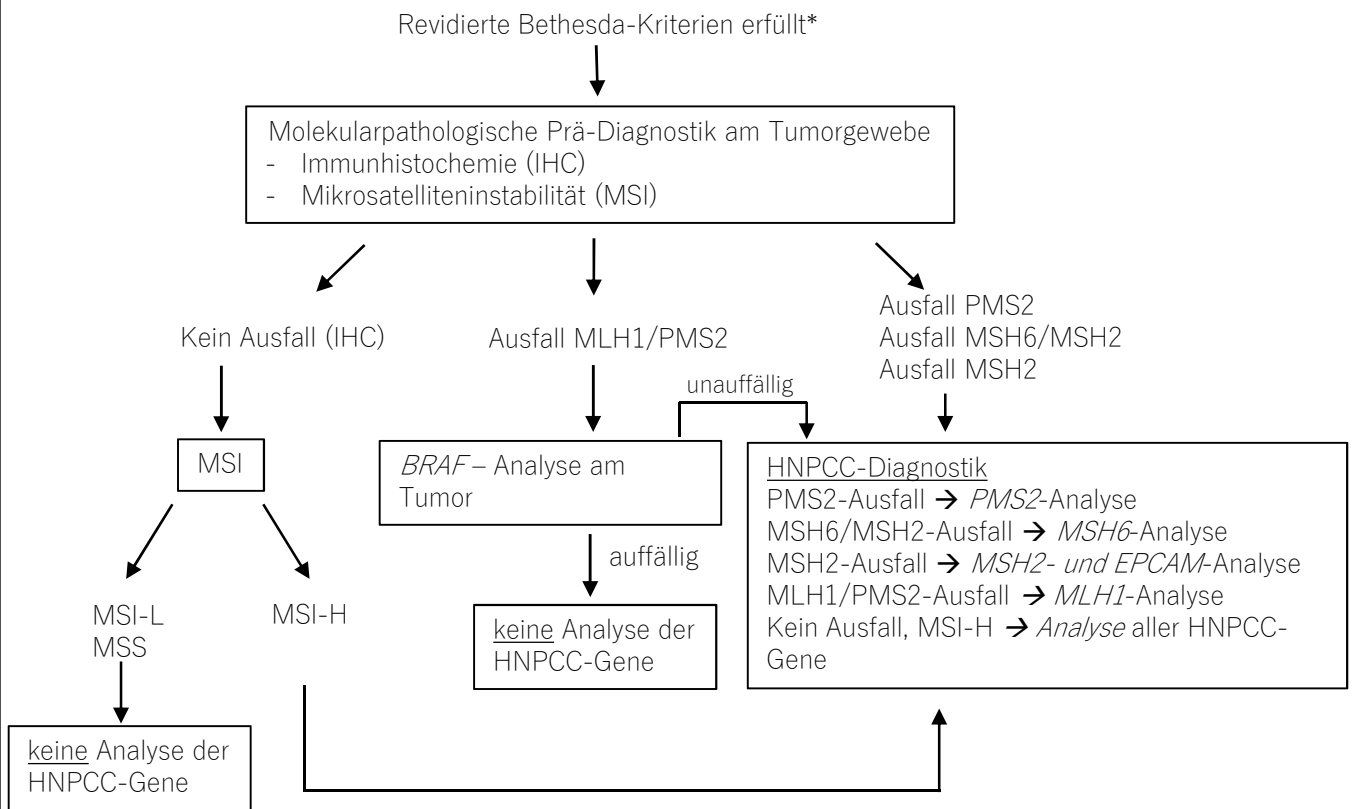 Revidierte Bethesda-Kriterien erfüllt*
Molekularpathologische Prä-Diagnostik am Tumorgewebe
- Immunhistochemie (IHC)
- Mikrosatelliteninstabilität (MSI)
Kein Ausfall (IHC)
Ausfall MLH1/PMS2
Ausfall PMS2
Ausfall MSH6/MSH2
Ausfall MSH2
unauffällig
MSI
BRAF – Analyse am
Tumor
HNPCC-Diagnostik
PMS2-Ausfall → PMS2-Analyse
MSH6/MSH2-Ausfall → MSH6-Analyse
MSH2-Ausfall → MSH2- und EPCAM-Analyse
MLH1/PMS2-Ausfall → MLH1-Analyse
Kein Ausfall, MSI-H → Analyse aller HNPCC-
Gene
auffällig
MSI-L
MSS
MSI-H
keine Analyse der
HNPCC-Gene
keine Analyse der
HNPCC-Gene